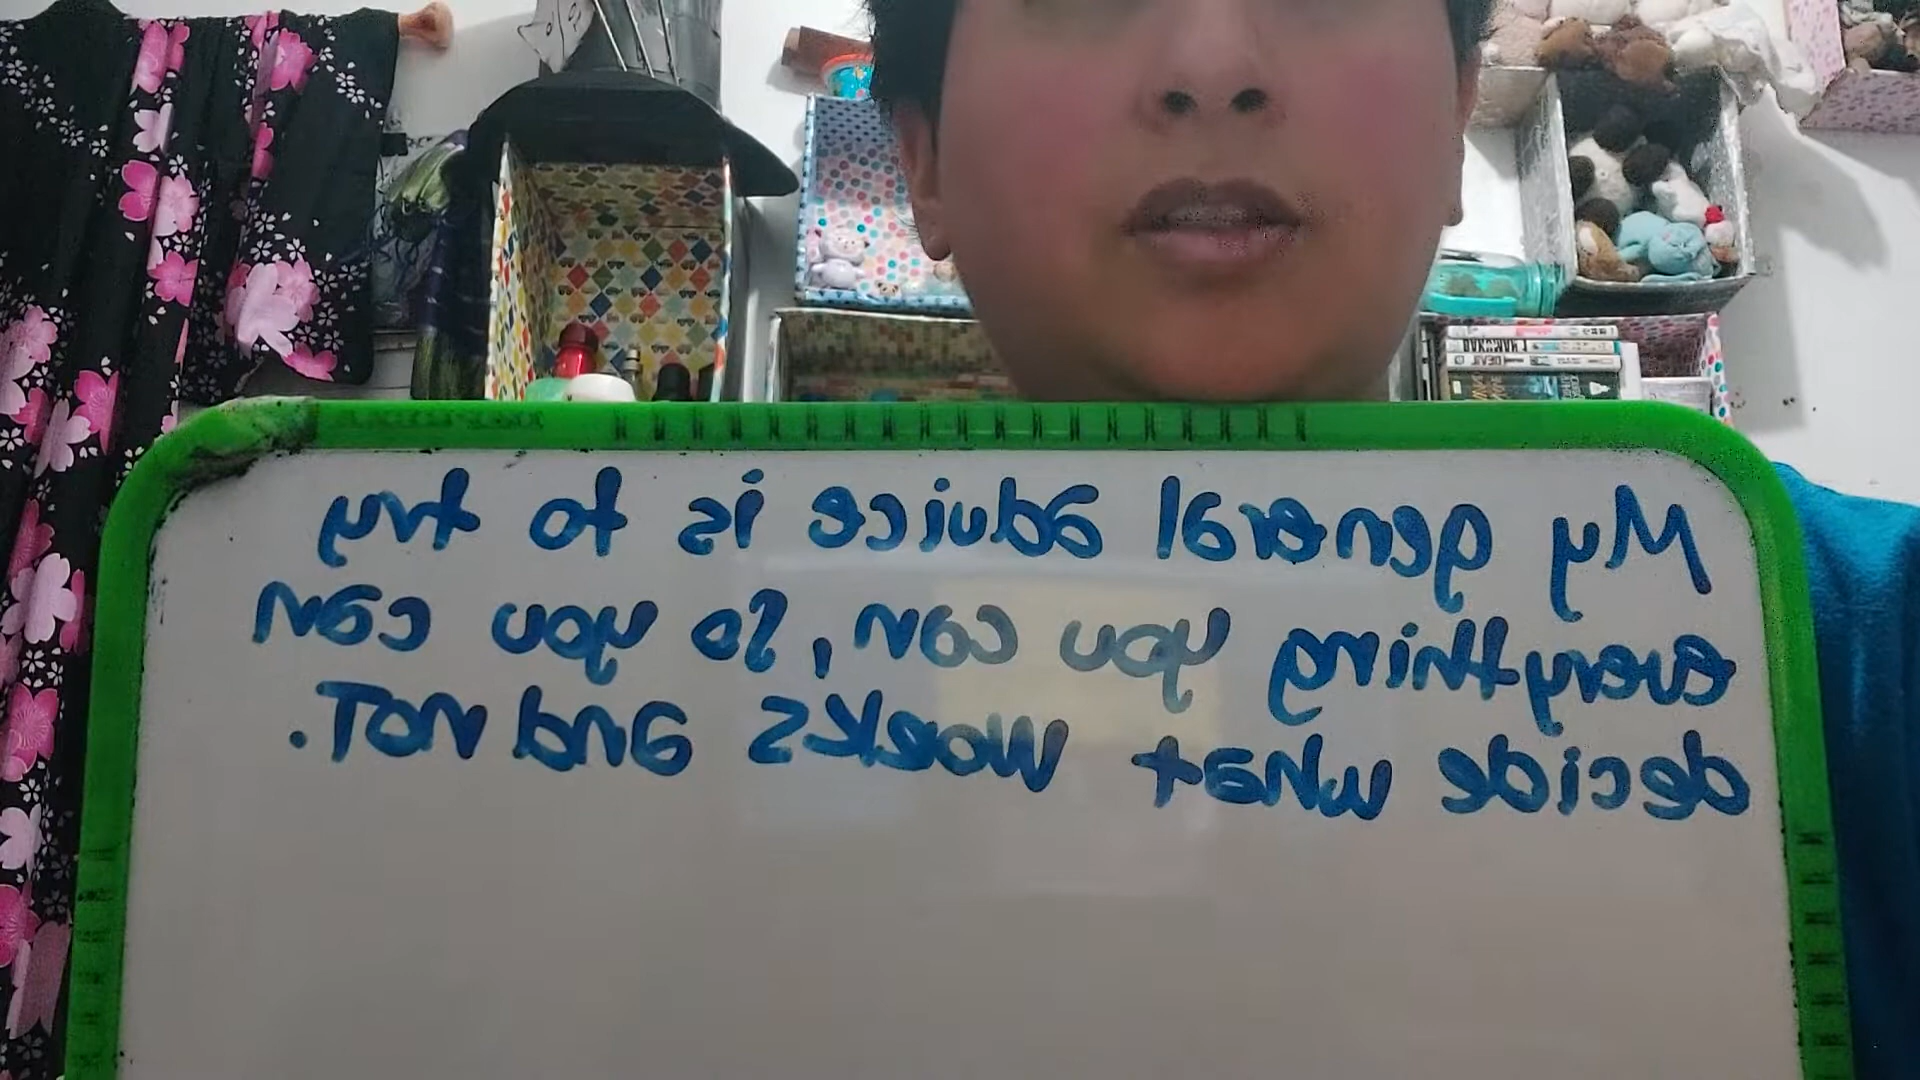 My general advice is to try
everything you can, so you can
decide what works and not.